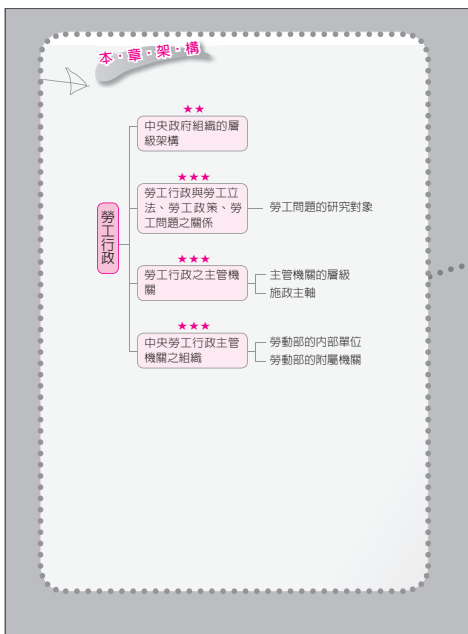 本・章・架・構
★★
中央政府組織的層
級架構
★★★
勞工行政與勞工立
法、勞工政策、勞
工問題之關係
勞工問題的研究對象
勞工行政
★★★
勞工行政之主管機
關
主管機關的層級
施政主軸
★★★
中央勞工行政主管
機關之組織
勞動部的內部單位
勞動部的附屬機關